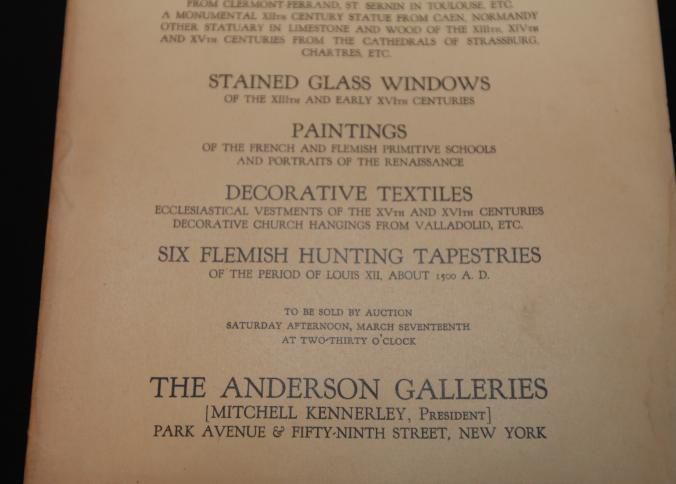 FROM CLERMONT-FERRAND, ST. SERNIN IN TOULOUSE, ETC.
A MONUMENTAL XIITH CENTURY STATUE FROM CAEN, NORMANDY
OTHER STATUARY IN LIMESTONE AND WOOD OF THE XIIITH, XIVTH
AND XVTH CENTURIES FROM THE CATHEDRALS OF STRASSBURG,
CHARTRES, ETC.
STAINED GLASS WINDOWS
OF THE XIIITH AND EARLY XVITH CENTURIES
PAINTINGS
OF THE FRENCH AND FLEMISH PRIMITIVE SCHOOLS
AND PORTRAITS OF THE RENAISSANCE
DECORATIVE TEXTILES
ECCLESIASTICAL VESTMENTS OF THE XVTH AND XVITH CENTURIES
DECORATIVE CHURCH HANGINGS FROM VALLADOLID, ETC.
SIX FLEMISH HUNTING TAPESTRIES
OF THE PERIOD OF LOUIS XII, ABOUT 1500 A. D.
TO BE SOLD BY AUCTION
SATURDAY AFTERNOON, MARCH SEVENTEENTH
AT TWO-THIRTY O'CLOCK
THE ANDERSON GALLERIES
[MITCHELL KENNERLEY, PRESIDENT]
PARK AVENUE & FIFTY-NINTH STREET, NEW YORK